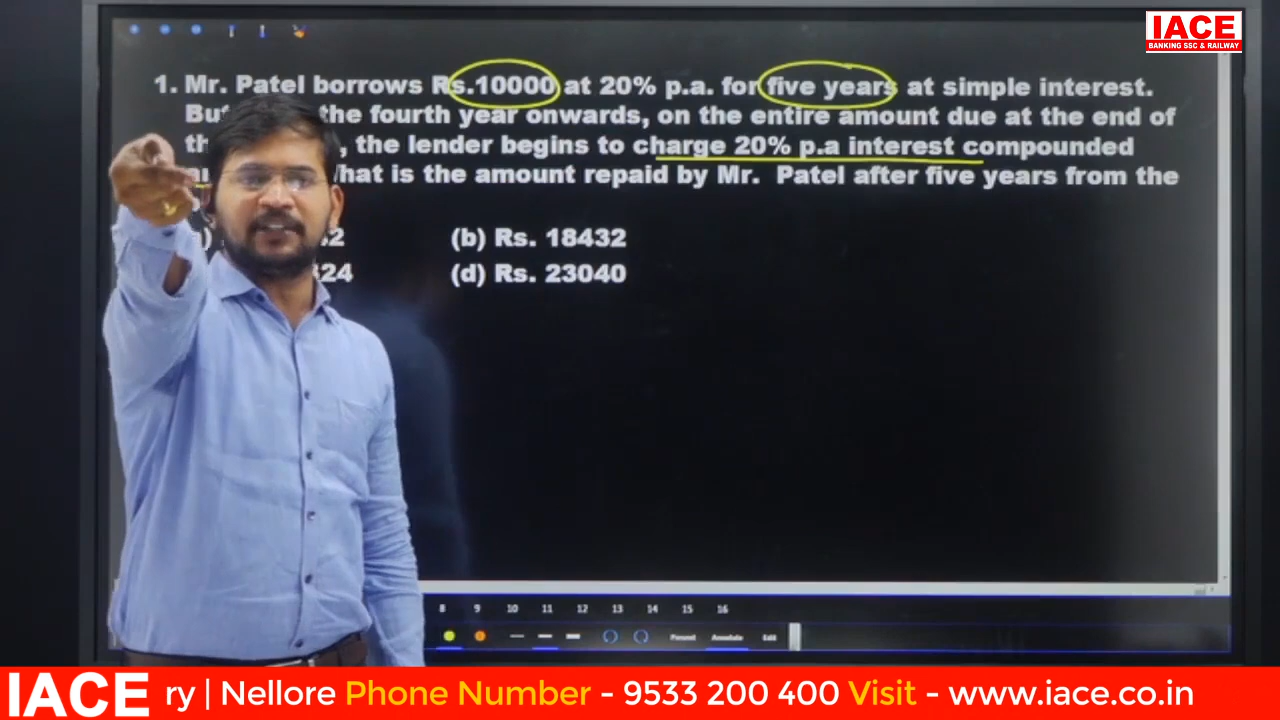 IACE
BANKING SSC & RAILWAY
1. Mr. Patel borrows Rs.10000 at 20% p.a. for five years at simple interest.
But the fourth year onwards, on the entire amount due at the end of
, the lender begins to charge 20% p.a interest compounded
What is the amount repaid by Mr. Patel after five years from the
(b) Rs. 18432
(d) Rs. 23040
8 9 10 11 12 13 14 15 16
Annotate Edit
IACE ry | Nellore Phone Number - 9533 200 400 Visit - www.iace.co.in